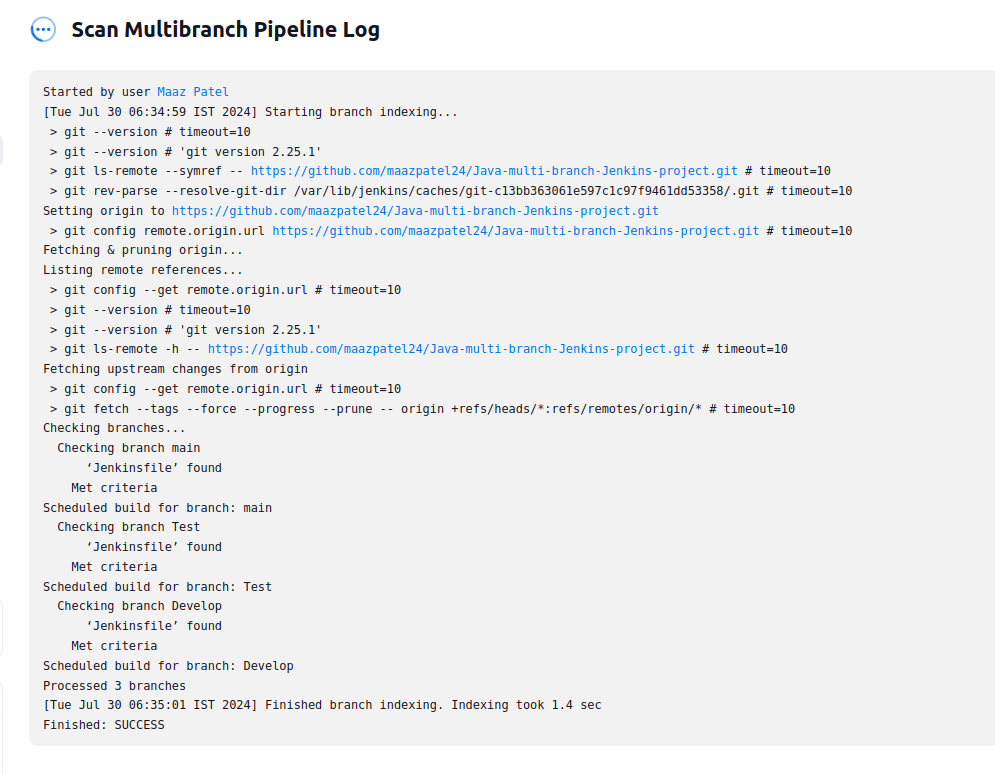 Scan Multibranch Pipeline Log
Started by user Maaz Patel
[Tue Jul 30 06:34:59 IST 2024] Starting branch indexing...
 > git --version # timeout=10
 > git --version # 'git version 2.25.1'
 > git ls-remote --symref -- https://github.com/maazpatel24/Java-multi-branch-Jenkins-project.git # timeout=10
 > git rev-parse --resolve-git-dir /var/lib/jenkins/caches/git-c13bb363061e597c1c97f9461dd53358/.git # timeout=10
Setting origin to https://github.com/maazpatel24/Java-multi-branch-Jenkins-project.git
 > git config remote.origin.url https://github.com/maazpatel24/Java-multi-branch-Jenkins-project.git # timeout=10
Fetching & pruning origin...
Listing remote references...
 > git config --get remote.origin.url # timeout=10
 > git --version # timeout=10
 > git --version # 'git version 2.25.1'
 > git ls-remote -h -- https://github.com/maazpatel24/Java-multi-branch-Jenkins-project.git # timeout=10
Fetching upstream changes from origin
 > git config --get remote.origin.url # timeout=10
 > git fetch --tags --force --progress --prune -- origin +refs/heads/*:refs/remotes/origin/* # timeout=10
Checking branches...
  Checking branch main
      ‘Jenkinsfile’ found
    Met criteria
Scheduled build for branch: main
  Checking branch Test
      ‘Jenkinsfile’ found
    Met criteria
Scheduled build for branch: Test
  Checking branch Develop
      ‘Jenkinsfile’ found
    Met criteria
Scheduled build for branch: Develop
Processed 3 branches
[Tue Jul 30 06:35:01 IST 2024] Finished branch indexing. Indexing took 1.4 sec
Finished: SUCCESS